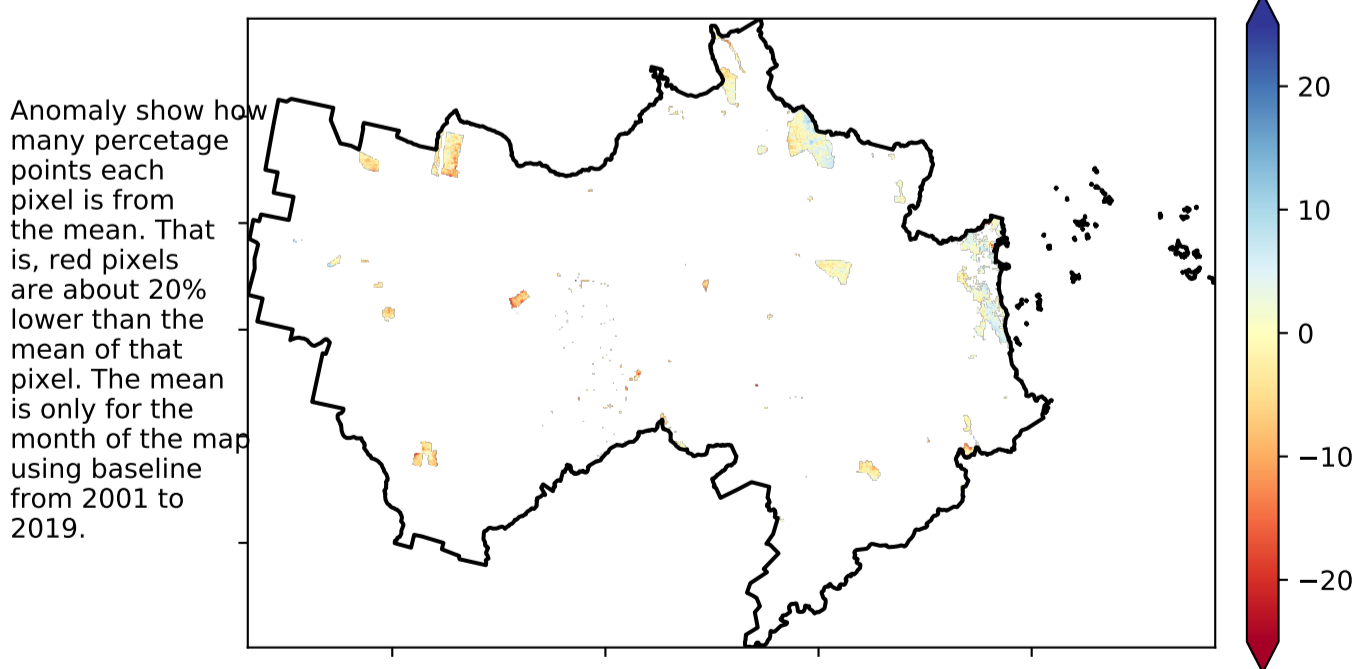 Anomaly show how
many percetage
points each
pixel is from
the mean. That
is, red pixels
are about 20%
lower than the
mean of that
pixel. The mean
is only for the
month of the map
using baseline
from 2001 to
2019.
20
10
0
−10
−20